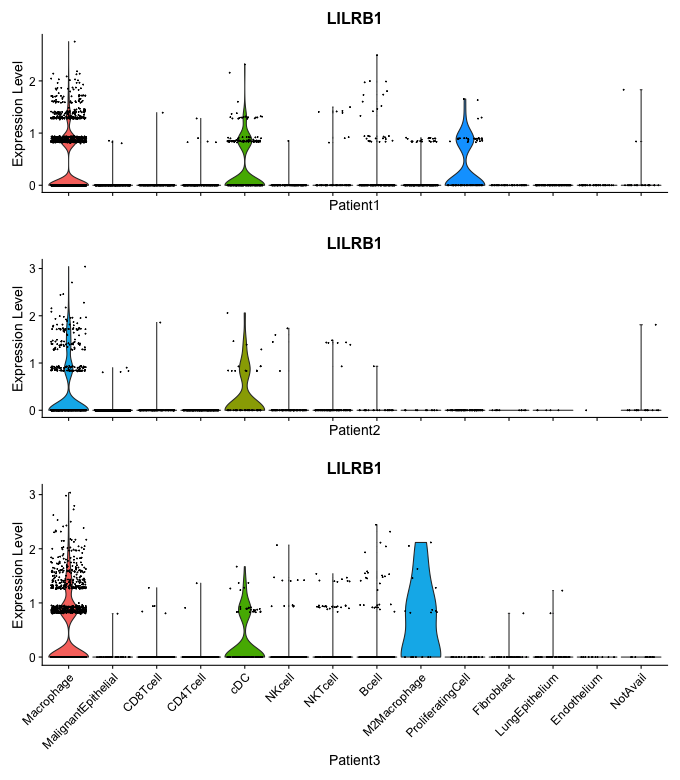 LILRB1
Expression Level
2
1
0
Patient1
LILRB1
Expression Level
3
2
1
0
Patient2
LILRB1
Expression Level
3
2
1
0
Macrophage
MalignantEpithelial
CD8Tcell
CD4Tcell
cDC
NKcell
NKTcell
Bcell
M2Macrophage
ProliferatingCell
Fibroblast
LungEpithelium
Endothelium
NotAvail
Patient3